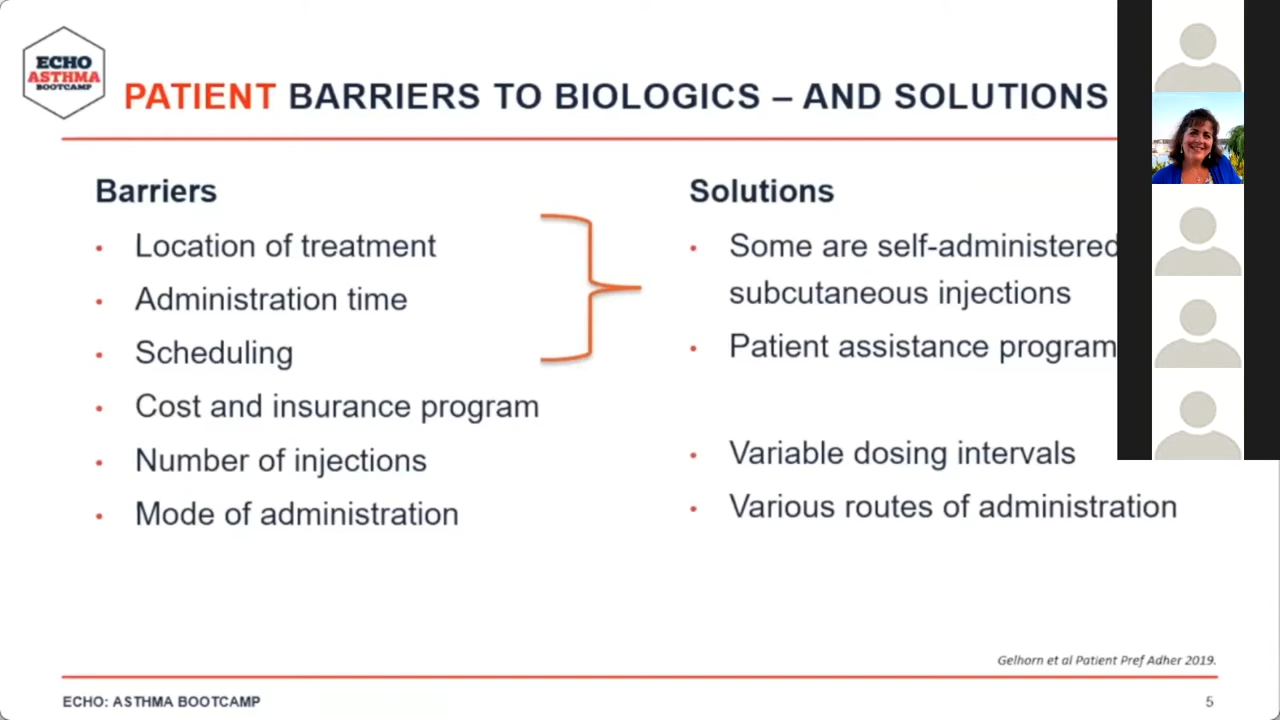 ECHO
ASTHMA
BOOTCAMP
PATIENT BARRIERS TO BIOLOGICS – AND SOLUTIONS
Barriers
• Location of treatment
• Administration time
• Scheduling
• Cost and insurance program
• Number of injections
• Mode of administration
Solutions
• Some are self-administered
subcutaneous injections
• Patient assistance program
• Variable dosing intervals
• Various routes of administration
Gelhorn et al Patient Pref Adher 2019.
ECHO: ASTHMA BOOTCAMP
5